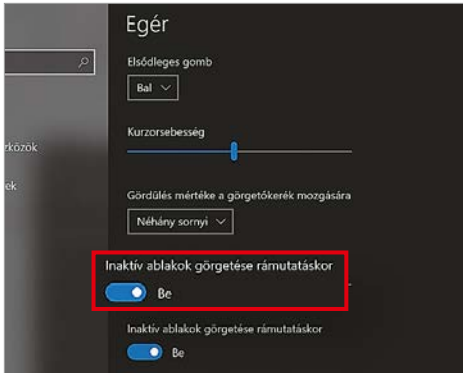 Egér
Elsődleges gomb
Bal
Kurzorsebesség
Gördülés mértéke a görgetőkerék mozgására
Néhány sornyi
Inaktív ablakok görgetése rámutatáskor
Be
Inaktív ablakok görgetése rámutatáskor
Be